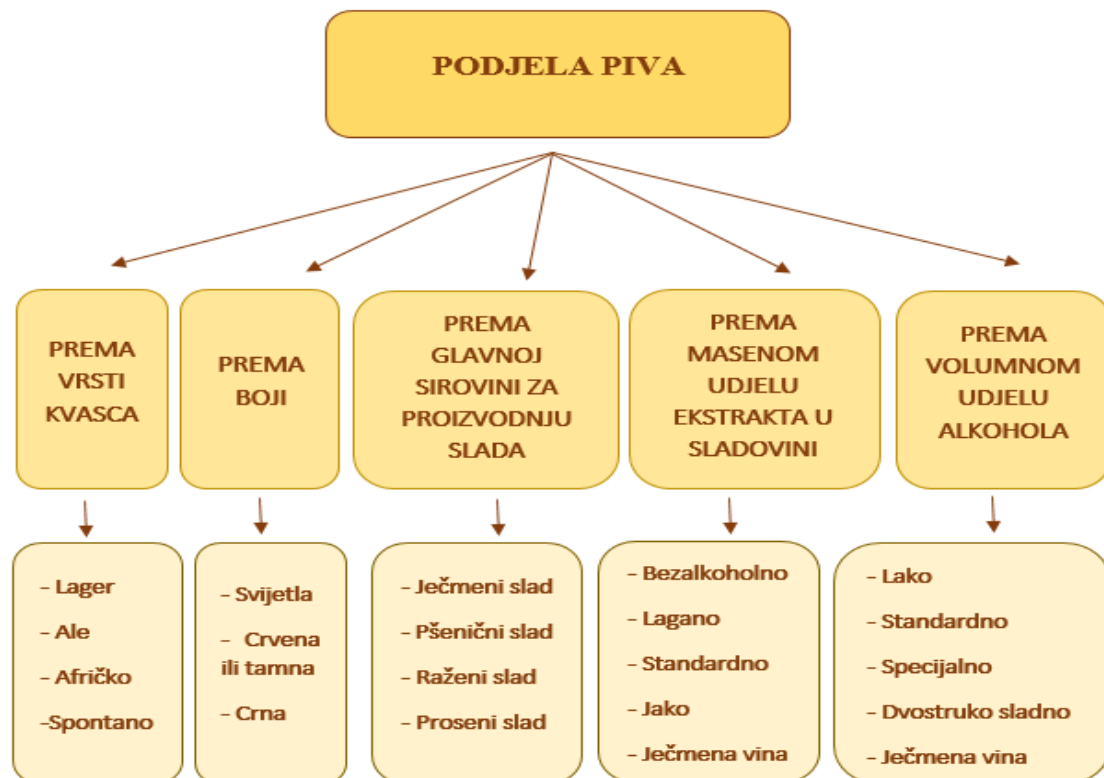 PODJELA PIVA
PREMA
VRSTI
KVASCA
PREMA
BOJI
PREMA
GLAVNOJ
SIROVINI ZA
PROIZVODNJU
SLADA
PREMA
MASENOM
UDJELU
EKSTRAKTA U
SLADOVINI
PREMA
VOLUMNOM
UDJELU
ALKOHOLA
- Lager
- Ale
- Afričko
-Spontano
- Svijetla
- Crvena
ili tamna
- Crna
- Ječmeni slad
- Pšenični slad
- Raženi slad
- Proseni slad
- Bezalkoholno
- Lagano
- Standardno
- Jako
- Ječmena vina
- Lako
- Standardno
- Specijalno
- Dvostruko sladno
- Ječmena vina